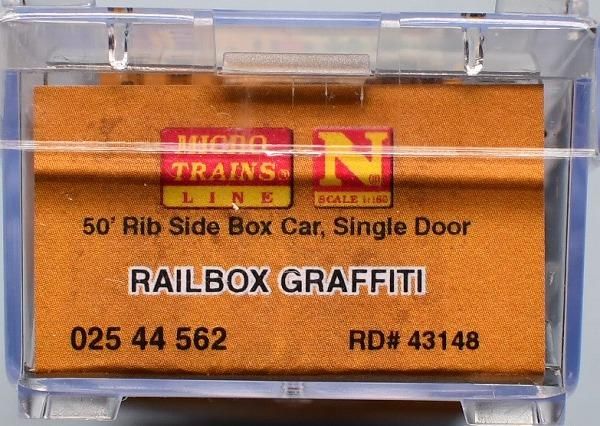 MICRO
TRAINS®
LINE
N®
SCALE 1:160
50' Rib Side Box Car, Single Door
RAILBOX GRAFFITI
025 44 562
RD# 43148